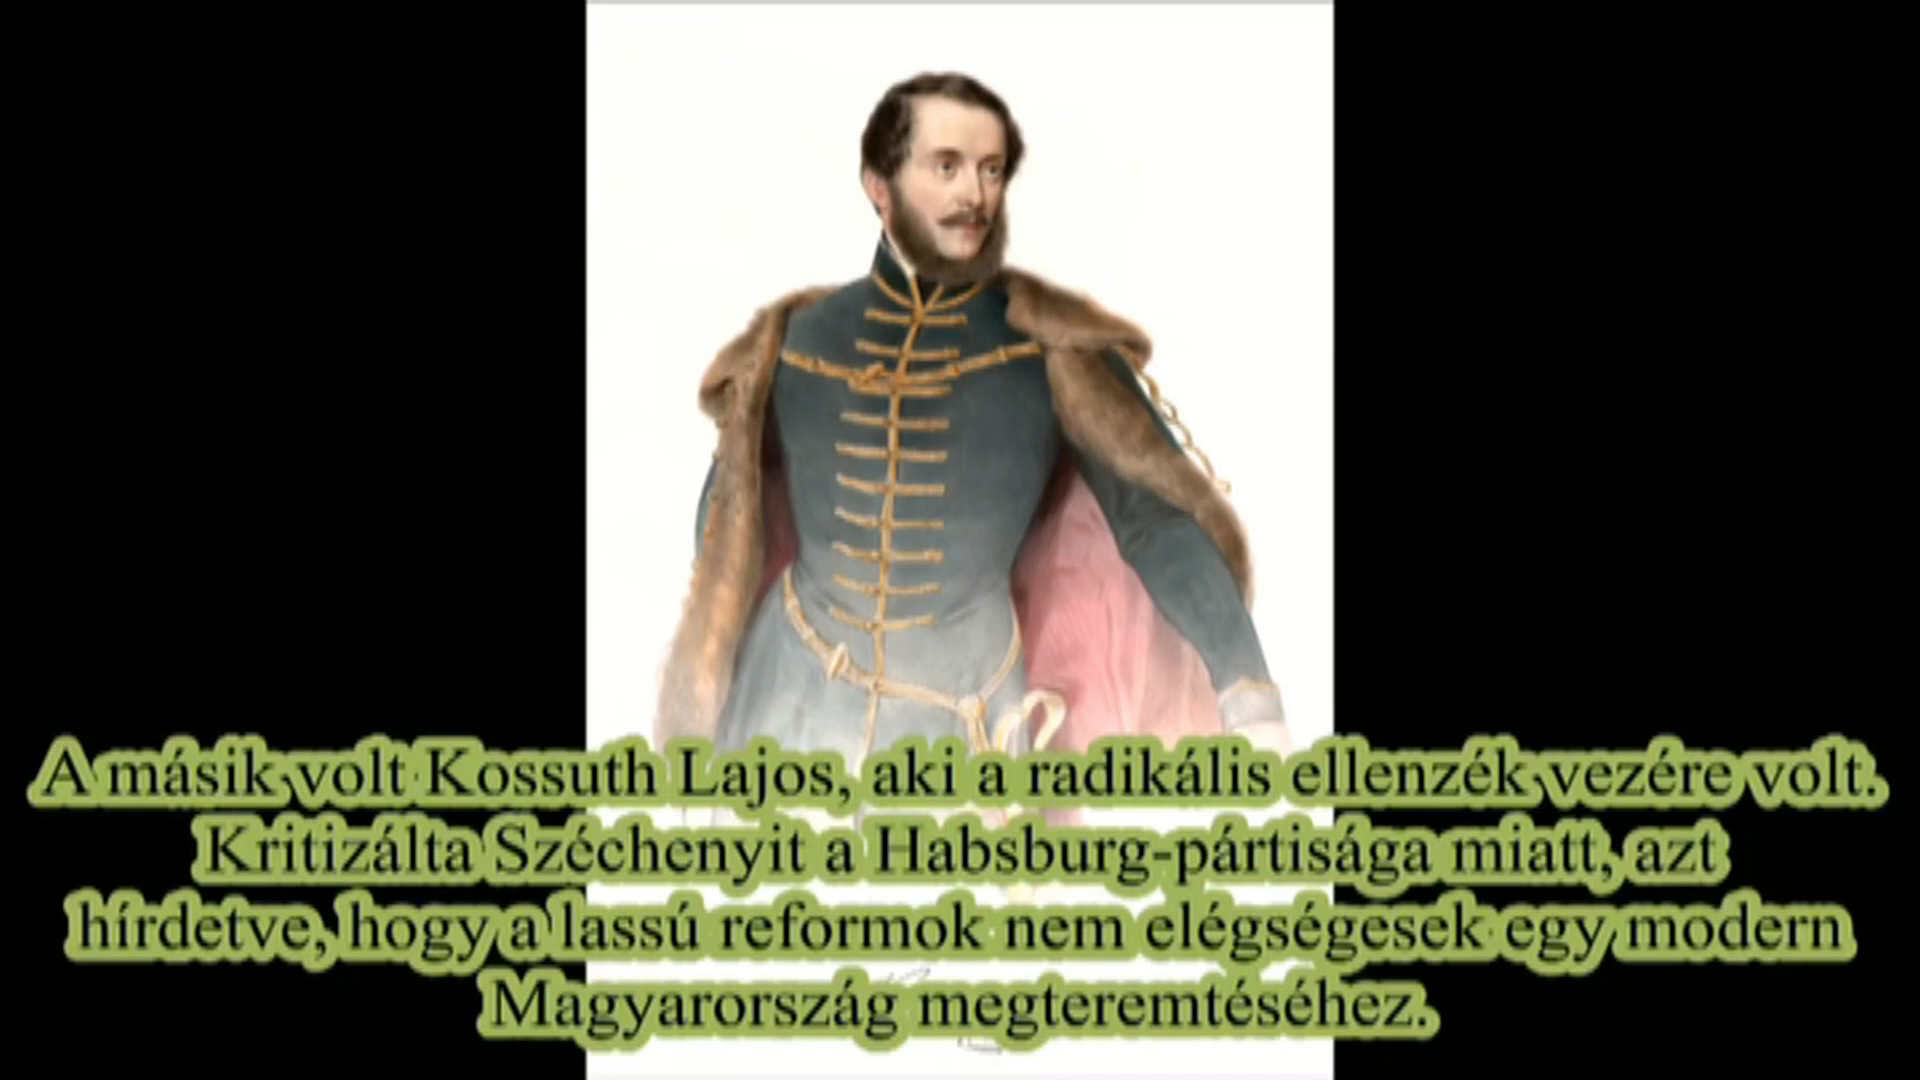 A másik volt Kossuth Lajos, aki a radikális ellenzék vezére volt.
Kritizálta Széchenyit a Habsburg-pártisága miatt, azt
hírdetve, hogy a lassú reformok nem elégségesek egy modern
Magyarország megteremtéséhez.